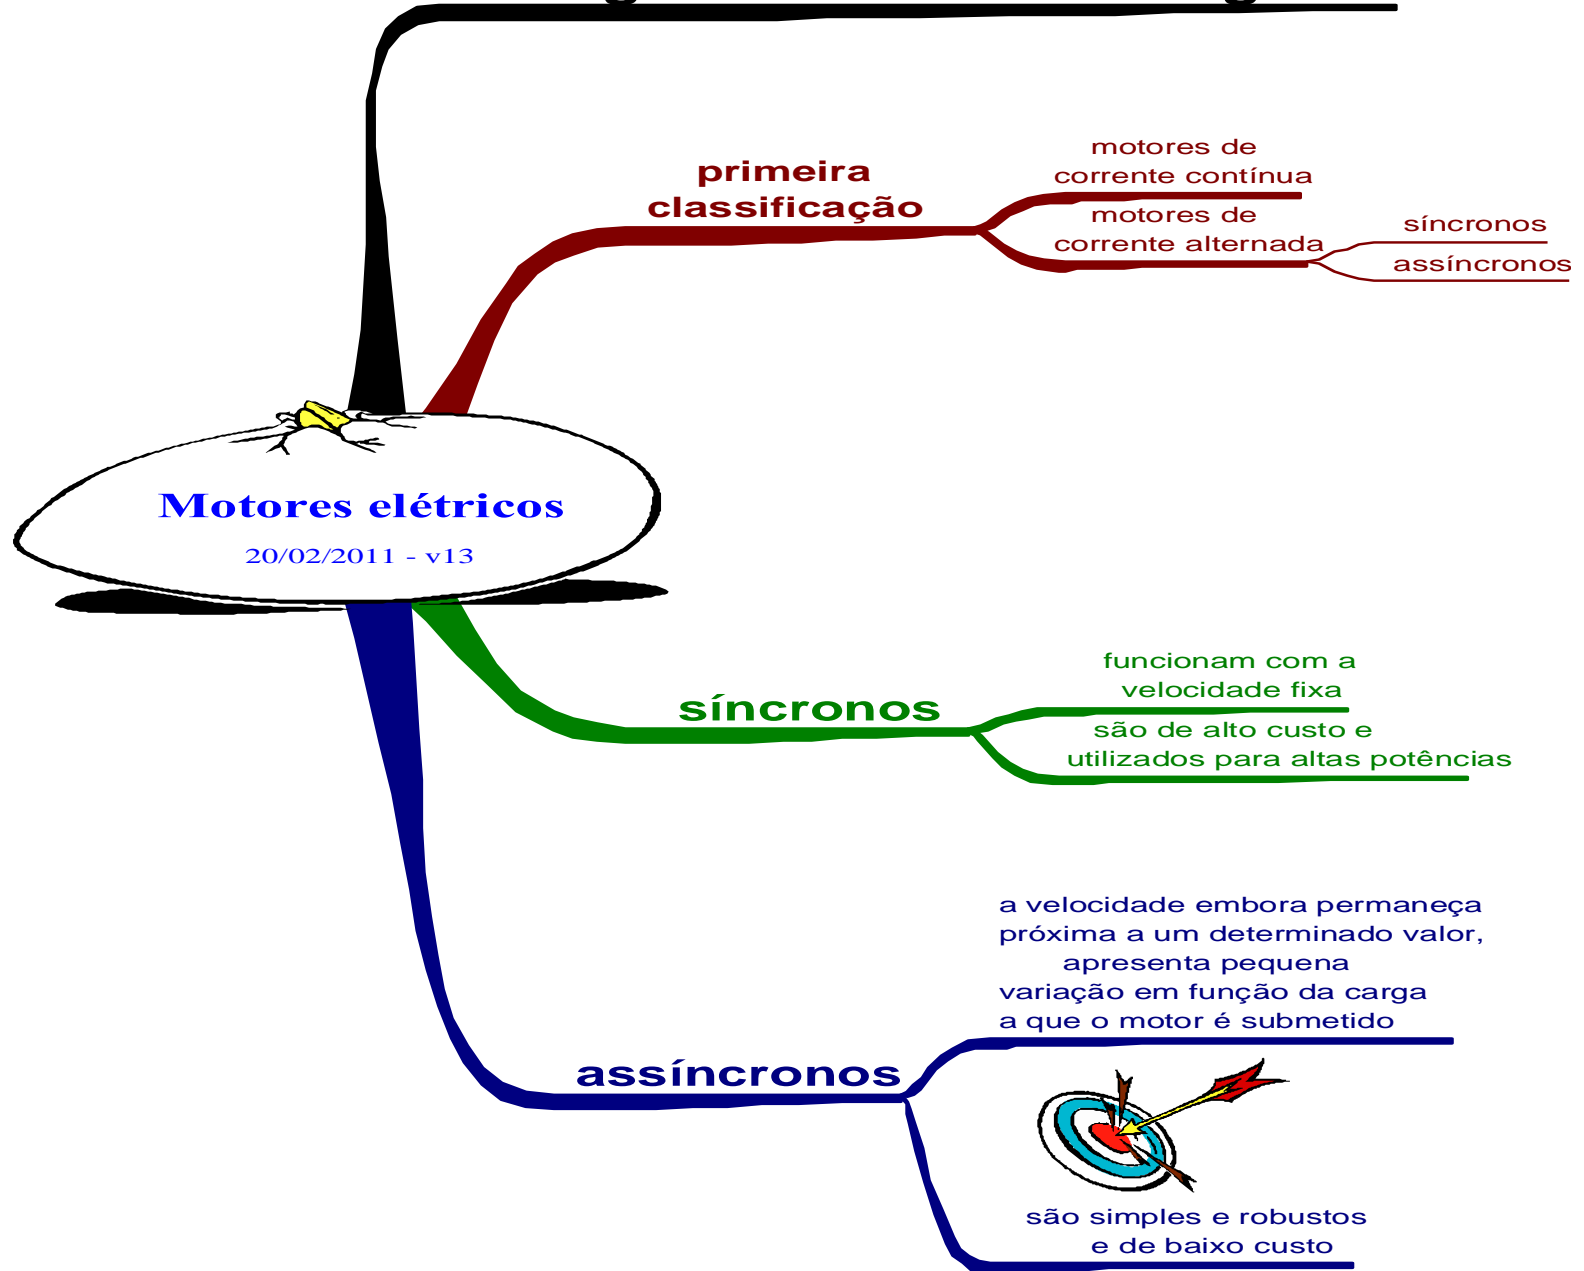 primeira
classificação
motores de
corrente contínua
motores de
corrente alternada
síncronos
assíncronos
Motores elétricos
20/02/2011 - v13
síncronos
funcionam com a
velocidade fixa
são de alto custo e
utilizados para altas potências
assíncronos
a velocidade embora permaneça
próxima a um determinado valor,
apresenta pequena
variação em função da carga
a que o motor é submetido
são simples e robustos
e de baixo custo